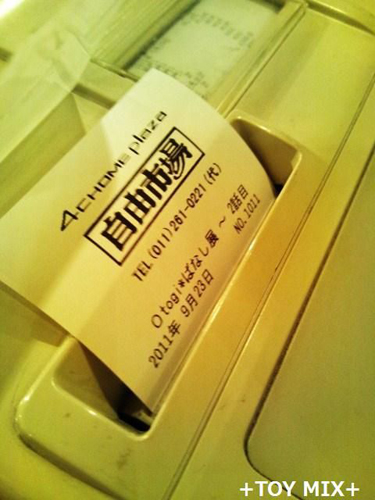 4CHOME plaza
自由市場
TEL(011)261-0221(代)
Otogi*ばなし展 ~ 2話目
2011年 9月23日 NO.1011
+TOY MIX+